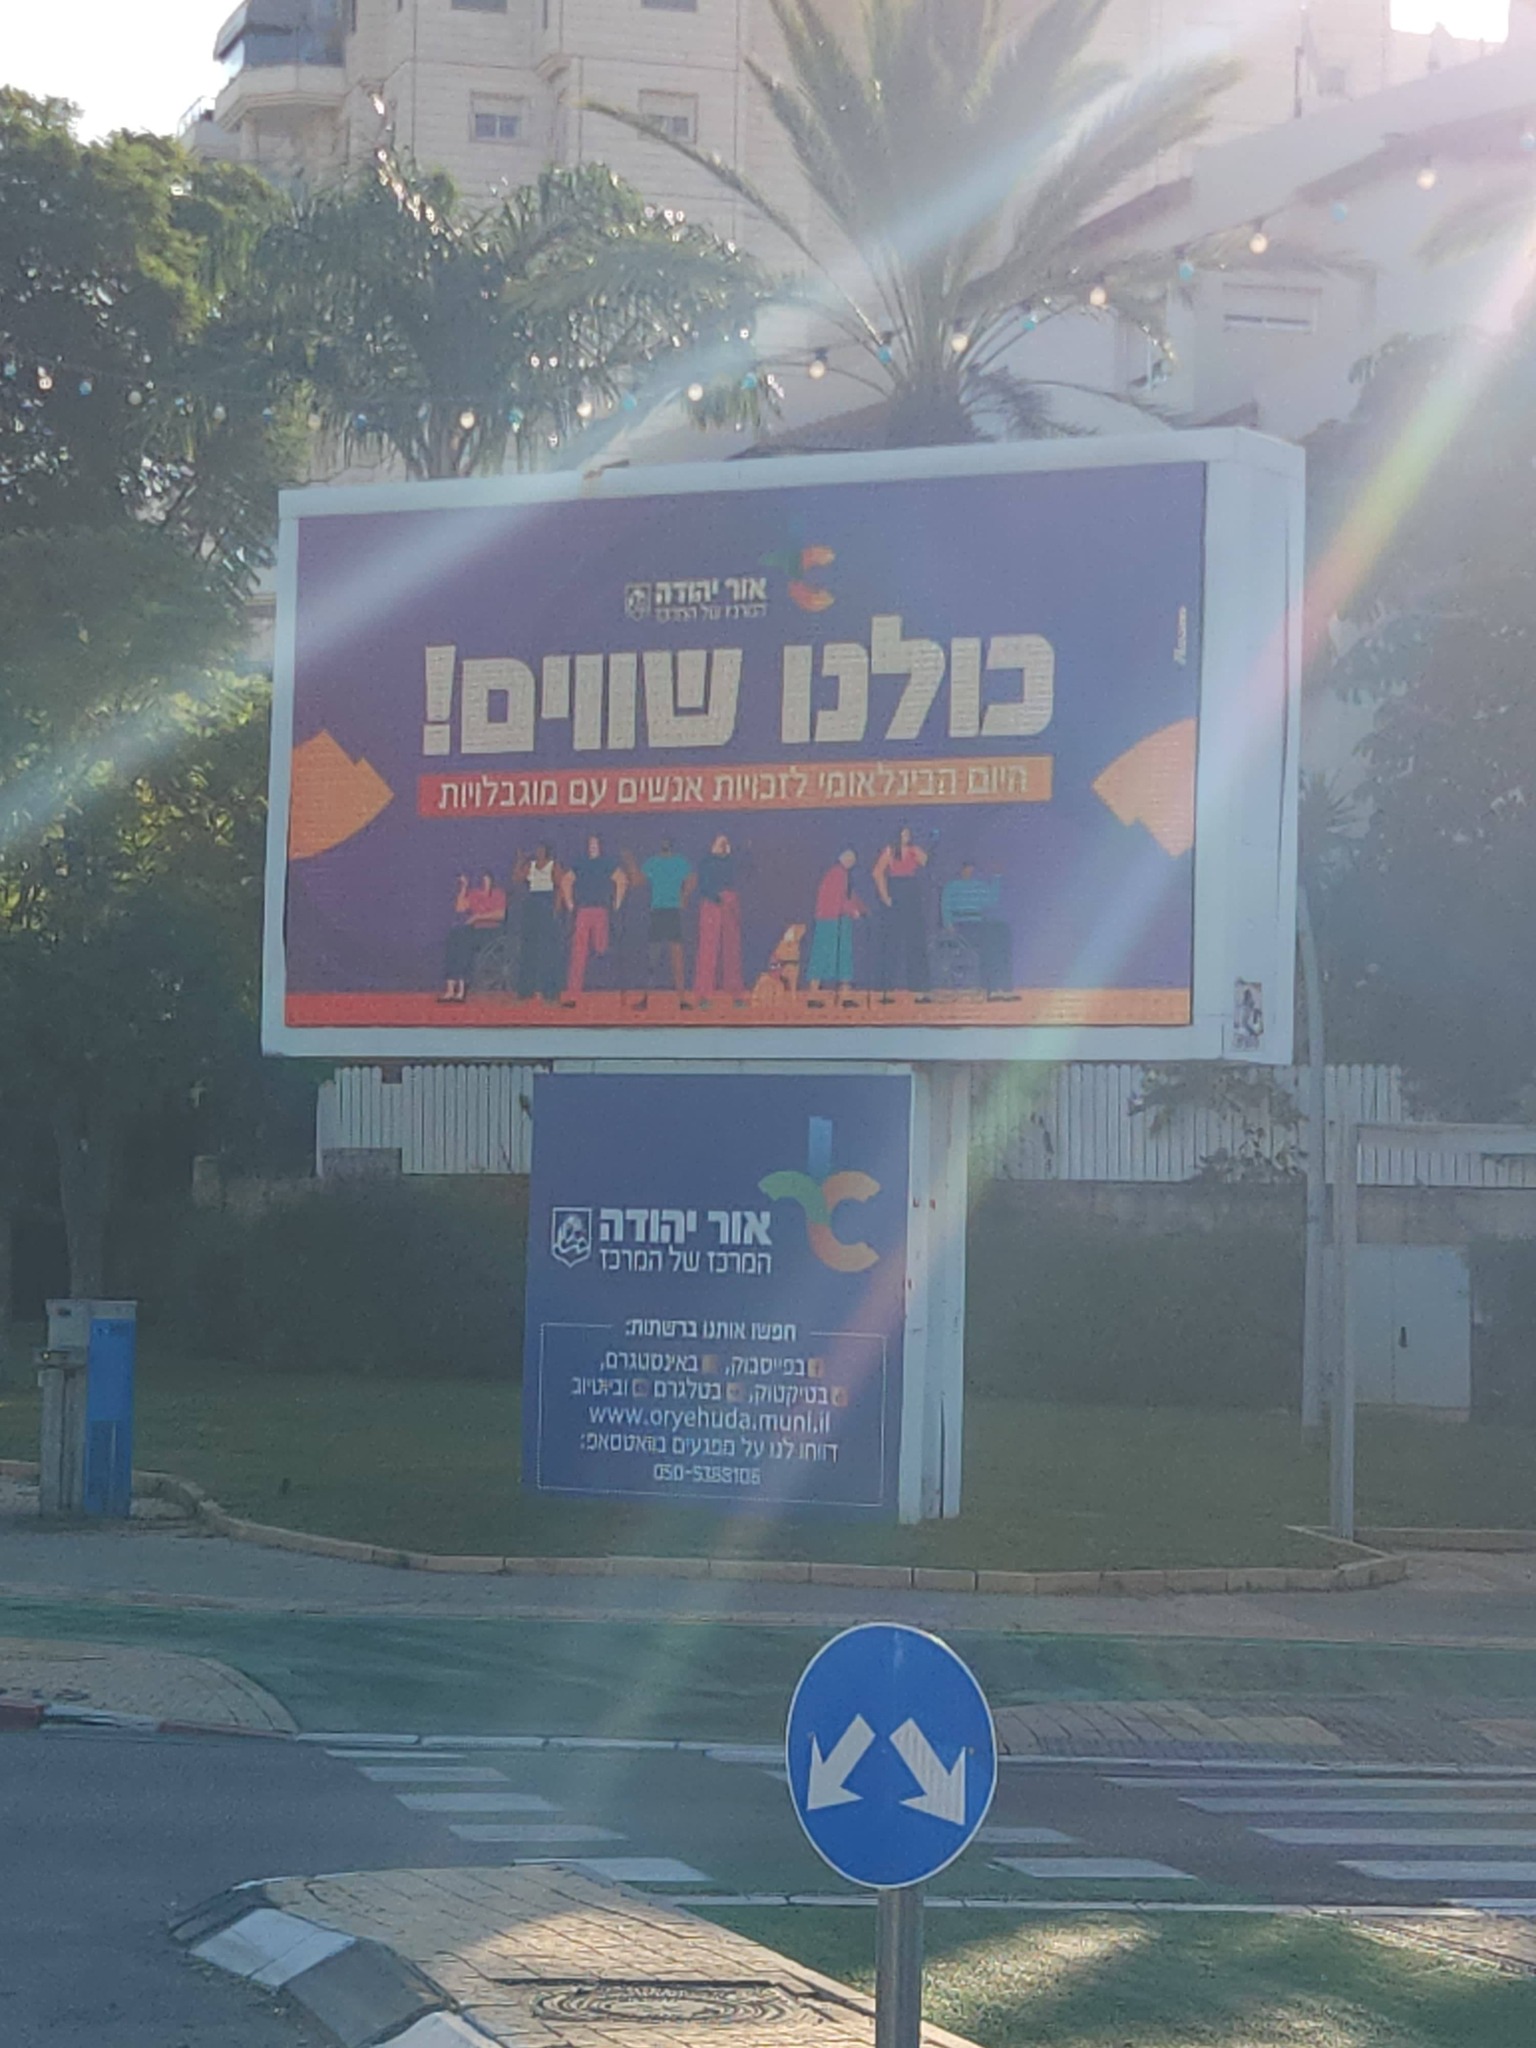 אור יהודה
המרכז של המרכז
כולנו שווים!
היום הבינלאומי לזכויות אנשים עם מוגבלויות
אור יהודה
המרכז של המרכז
חפשו אותנו ברשתות:
בפייסבוק, באינסטגרם,
בטיקטוק, בטלגרם וביוטיוב
www.oryehuda.muni.il
דווחו לנו על מפגעים בוואטסאפ:
050-5388106